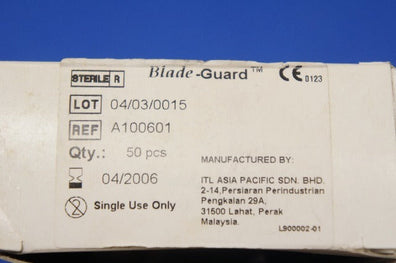 STERILE R Blade-Guard™ CE 0123
LOT 04/03/0015
REF A100601
Qty.: 50 pcs
MANUFACTURED BY:
04/2006
ITL ASIA PACIFIC SDN. BHD.
2-14,Persiaran Perindustrian
Pengkalan 29A,
31500 Lahat, Perak
Malaysia.
2 Single Use Only
L900002-01